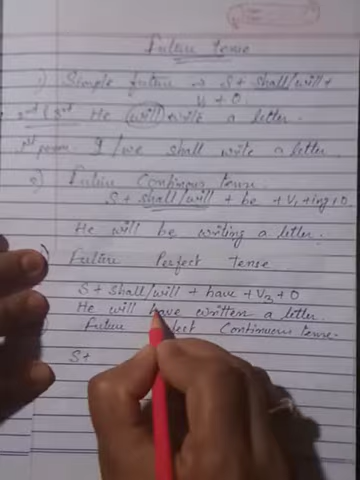 Future tense
1) Simple future → S + shall/will +
V1 + O
2nd & 3rd He will write a letter.
1st person I/we shall write a letter.
2) Future Continuous tense.
S + shall/will + be + V1 + ing + O.
He will be writing a letter.
Future Perfect Tense
S + shall/will + have + V3 + O
He will have written a letter.
Future Perfect Continuous tense.
S +